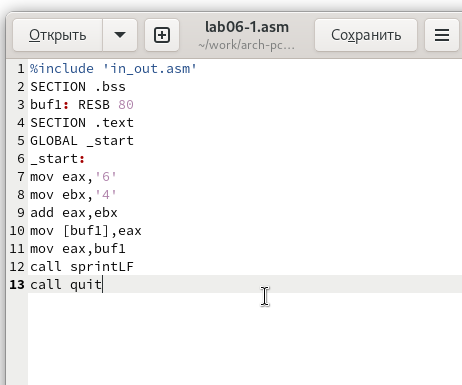 Открыть
lab06-1.asm
~/work/arch-pc…
Сохранить
1 %include 'in_out.asm'
2 SECTION .bss
3 buf1: RESB 80
4 SECTION .text
5 GLOBAL _start
6 _start:
7 mov eax,'6'
8 mov ebx,'4'
9 add eax,ebx
10 mov [buf1],eax
11 mov eax,buf1
12 call sprintLF
13 call quit